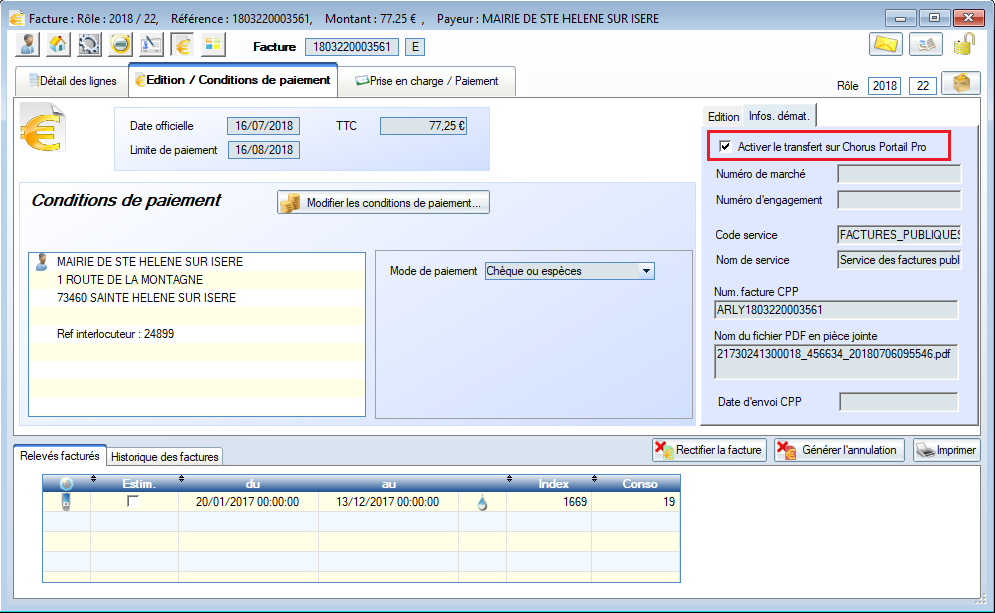 Facture : Rôle : 2018 / 22, Référence : 1803220003561, Montant : 77.25 € , Payeur : MAIRIE DE STE HELENE SUR ISERE
Facture 1803220003561 E
Détail des lignes Edition / Conditions de paiement Prise en charge / Paiement
Rôle 2018 22
Date officielle 16/07/2018 TTC 77,25 €
Limite de paiement 16/08/2018
Edition Infos. démat.
Activer le transfert sur Chorus Portail Pro
Numéro de marché
Numéro d'engagement
Code service FACTURES_PUBLIQUES
Nom de service Service des factures publ
Num. facture CPP
ARLY1803220003561
Nom du fichier PDF en pièce jointe
21730241300018_456634_20180706095546.pdf
Date d'envoi CPP
Conditions de paiement Modifier les conditions de paiement...
MAIRIE DE STE HELENE SUR ISERE
1 ROUTE DE LA MONTAGNE
73460 SAINTE HELENE SUR ISERE
Ref interlocuteur : 24899
Mode de paiement Chèque ou espèces
Rectifier la facture Générer l'annulation Imprimer
Relevés facturés Historique des factures
Estim. du au Index Conso
20/01/2017 00:00:00 13/12/2017 00:00:00 1669 19